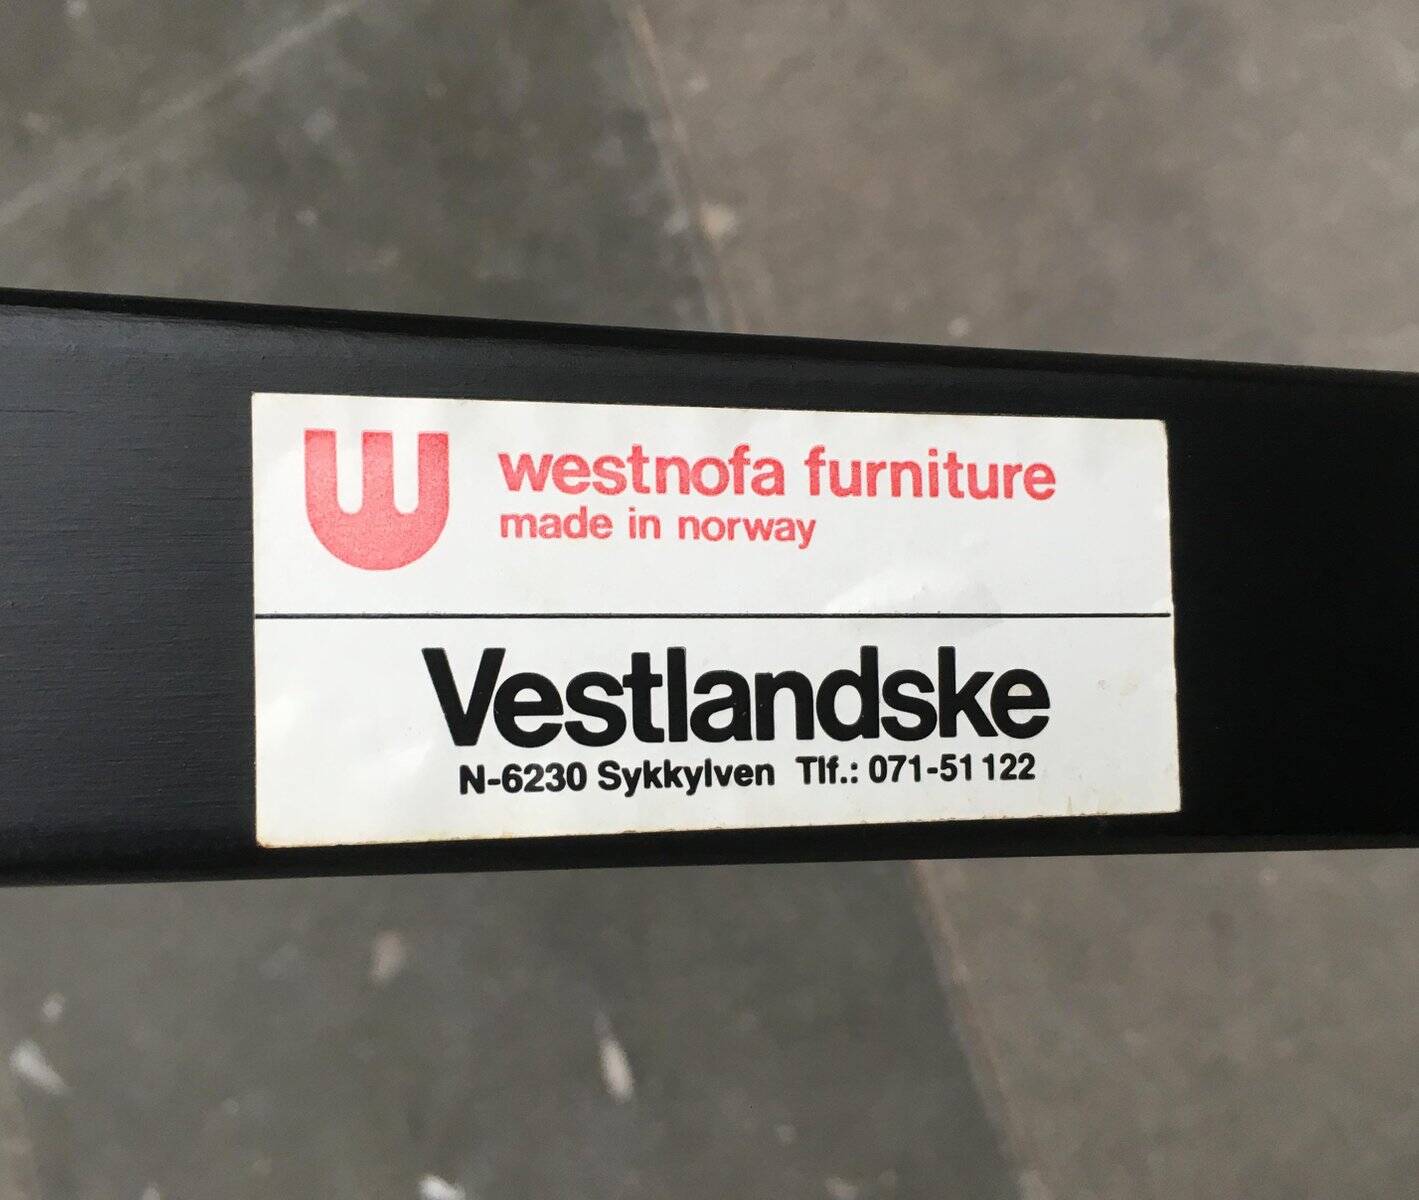 westnofa furniture
made in norway
Vestlandske
N-6230 Sykkylven Tlf.: 071-51 122